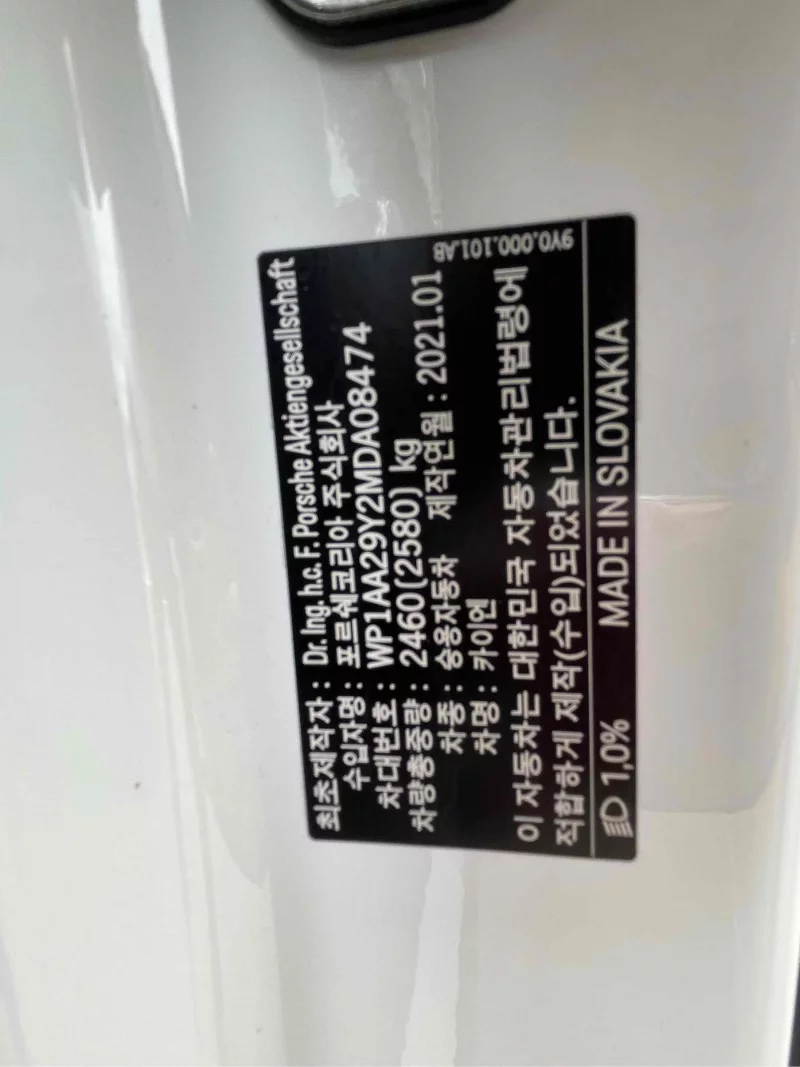 최초제작자 : Dr. Ing. h.c. F. Porsche Aktiengesellschaft
수입자명 : 포르쉐코리아 주식회사
차대번호 : WP1AA29Y2MDA08474
차량총중량 : 2460(2580) kg
차종 : 승용자동차 제작연월 : 2021.01
차명 : 카이엔
이 자동차는 대한민국 자동차관리법령에
적합하게 제작(수입)되었습니다.
9Y0.000.101.AB
1,0% MADE IN SLOVAKIA